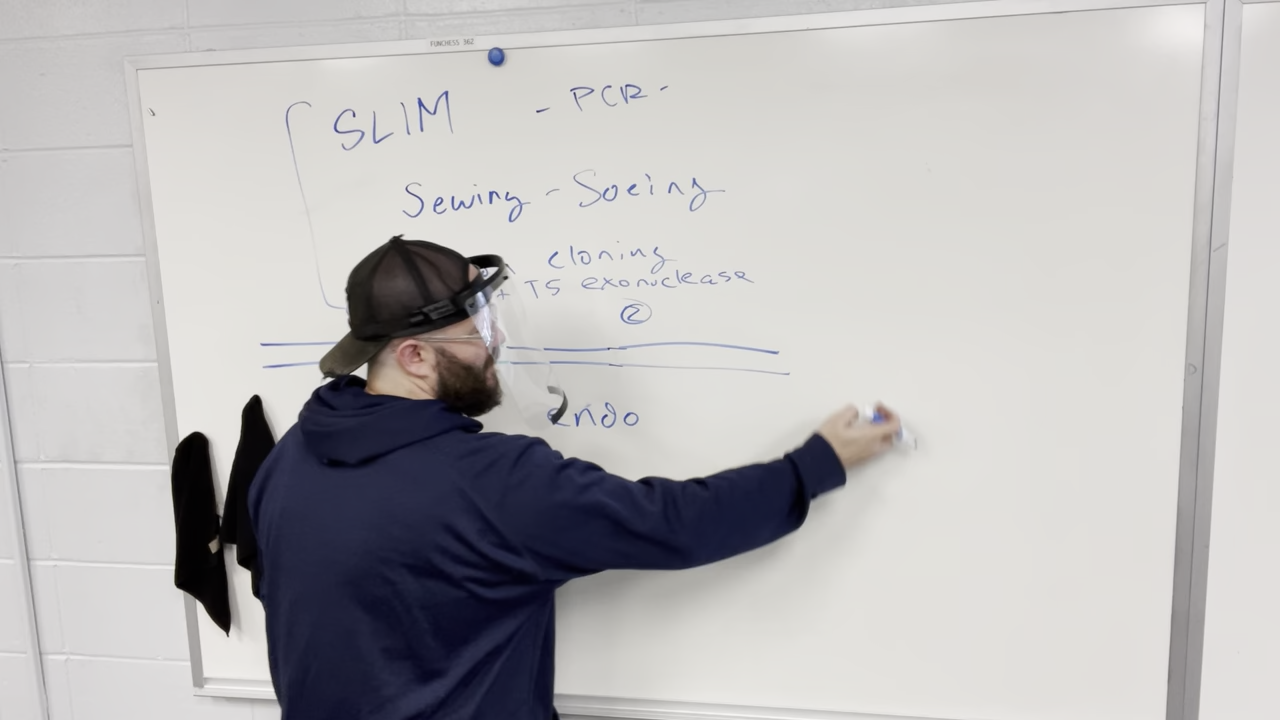 FUNCHESS 362
SLIM - PCR -
Sewing - Soeing
cloning
+ T5 exonuclease
2
endo